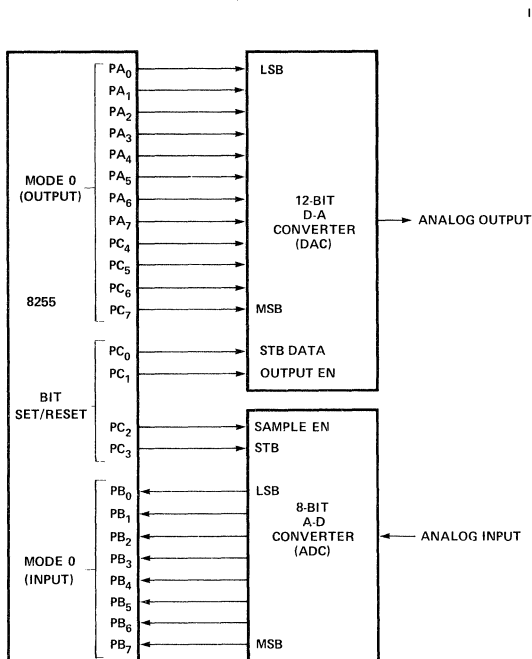 PA0
PA1
PA2
PA3
PA4
PA5
PA6
PA7
PC4
PC5
PC6
PC7
MODE 0
(OUTPUT)
8255
LSB
12-BIT
D-A
CONVERTER
(DAC)
MSB
ANALOG OUTPUT
BIT
SET/RESET
PC0
PC1
PC2
PC3
STB DATA
OUTPUT EN
SAMPLE EN
STB
MODE 0
(INPUT)
PB0
PB1
PB2
PB3
PB4
PB5
PB6
PB7
LSB
8-BIT
A-D
CONVERTER
(ADC)
MSB
ANALOG INPUT